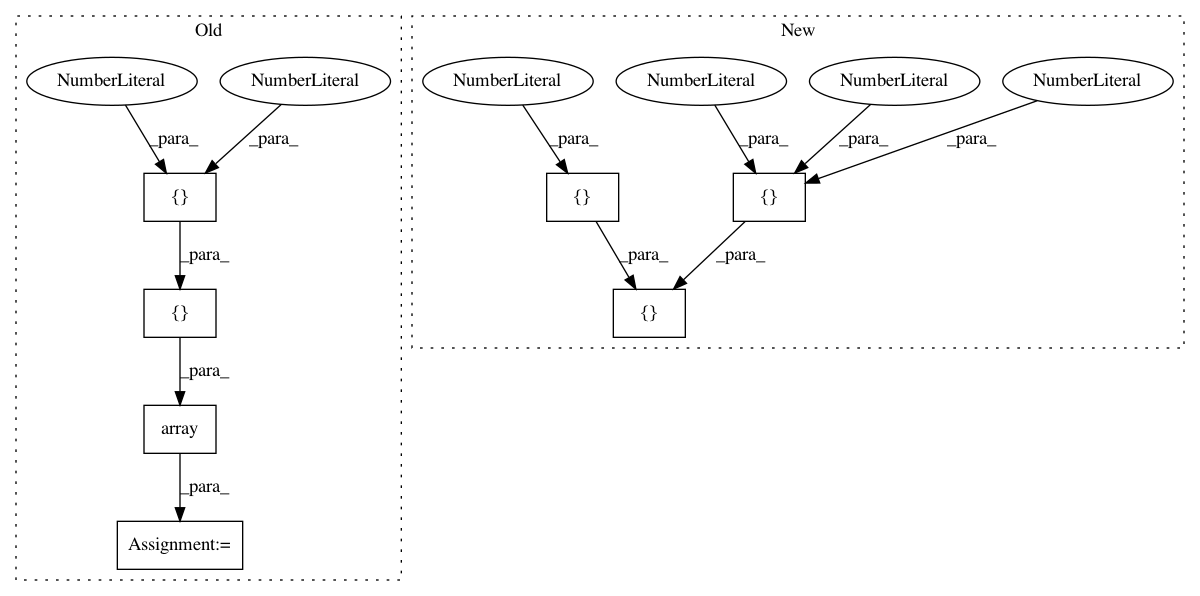 Old
New
NumberLiteral
NumberLiteral
NumberLiteral
NumberLiteral
NumberLiteral
NumberLiteral
_para_
_para_
_para_
_para_
_para_
_para_
{}
{}
{}
_para_
_para_
_para_
{}
{}
_para_
array
_para_
Assignment:=